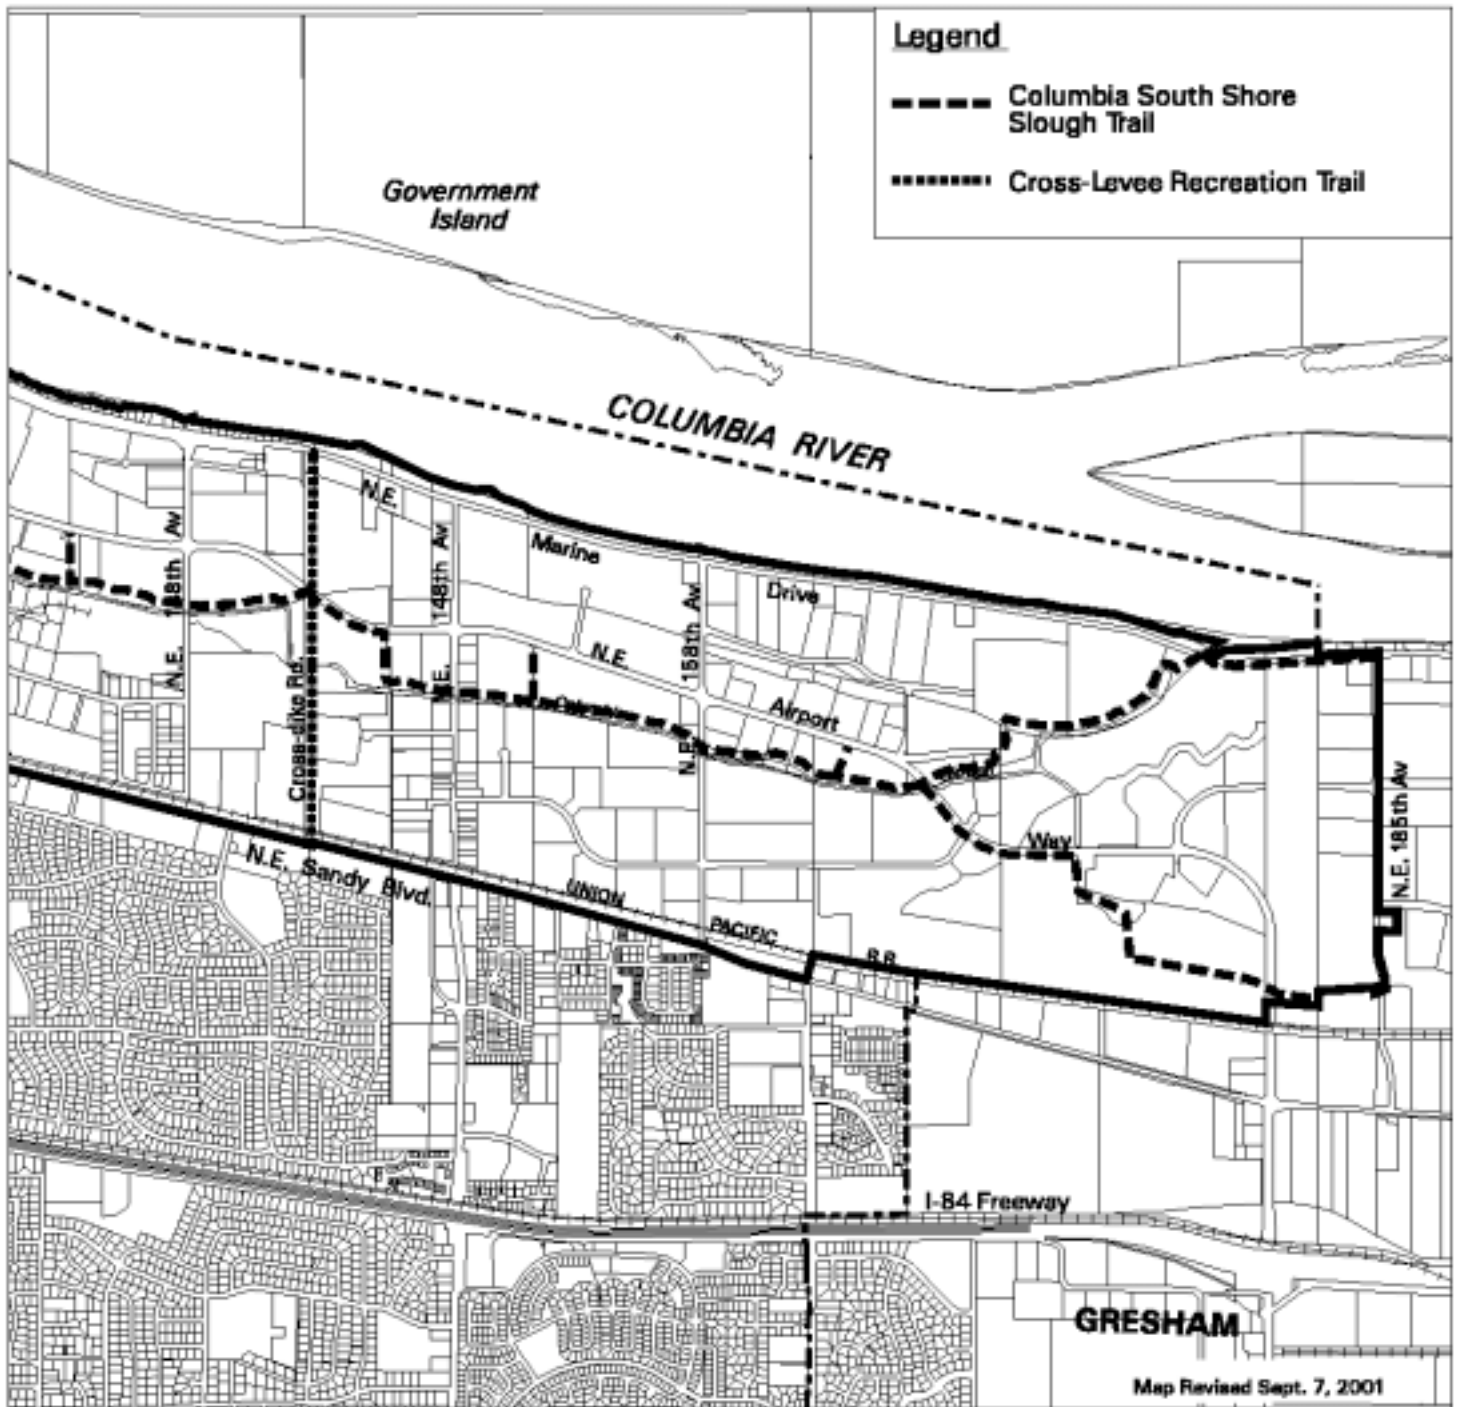 Legend
Columbia South Shore
Slough Trail
Cross-Levee Recreation Trail
Government
Island
COLUMBIA RIVER
N.E.
Marine
Drive
N.E. 138th Av
Cross-dike Rd.
N.E. 148th Av
N.E. 158th Av
N.E.
Airport
Way
N.E. 185th Av
N.E. Sandy Blvd.
UNION
PACIFIC
R.R.
I-84 Freeway
GRESHAM
Map Revised Sept. 7, 2001